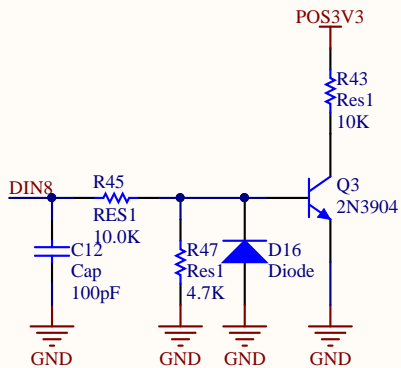 POS3V3
R43
Res1
10K
DIN8
R45
RES1
10.0K
Q3
2N3904
C12
Cap
100pF
R47
Res1
4.7K
D16
Diode
GND
GND
GND
GND